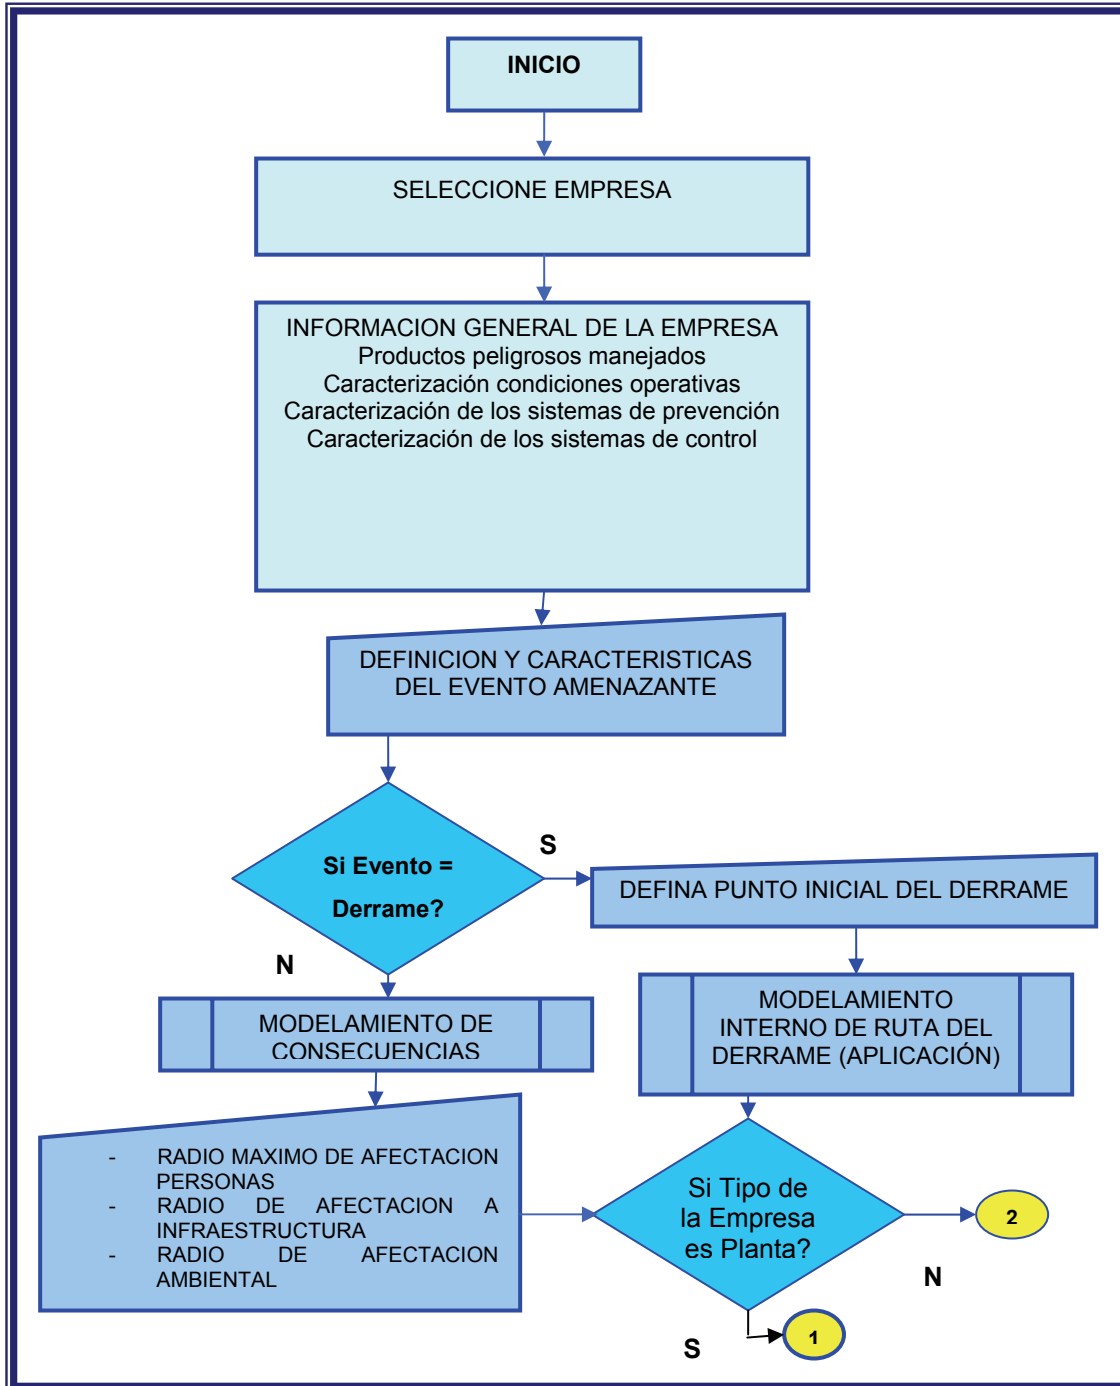 INICIO
SELECCIONE EMPRESA
INFORMACION GENERAL DE LA EMPRESA
Productos peligrosos manejados
Caracterización condiciones operativas
Caracterización de los sistemas de prevención
Caracterización de los sistemas de control
DEFINICION Y CARACTERISTICAS
DEL EVENTO AMENAZANTE
Si Evento =
Derrame?
S
DEFINA PUNTO INICIAL DEL DERRAME
N
MODELAMIENTO DE
CONSECUENCIAS
MODELAMIENTO
INTERNO DE RUTA DEL
DERRAME (APLICACIÓN)
- RADIO MAXIMO DE AFECTACION
PERSONAS
- RADIO DE AFECTACION A
INFRAESTRUCTURA
- RADIO DE AFECTACION
AMBIENTAL
Si Tipo de
la Empresa
es Planta?
2
N
S
1